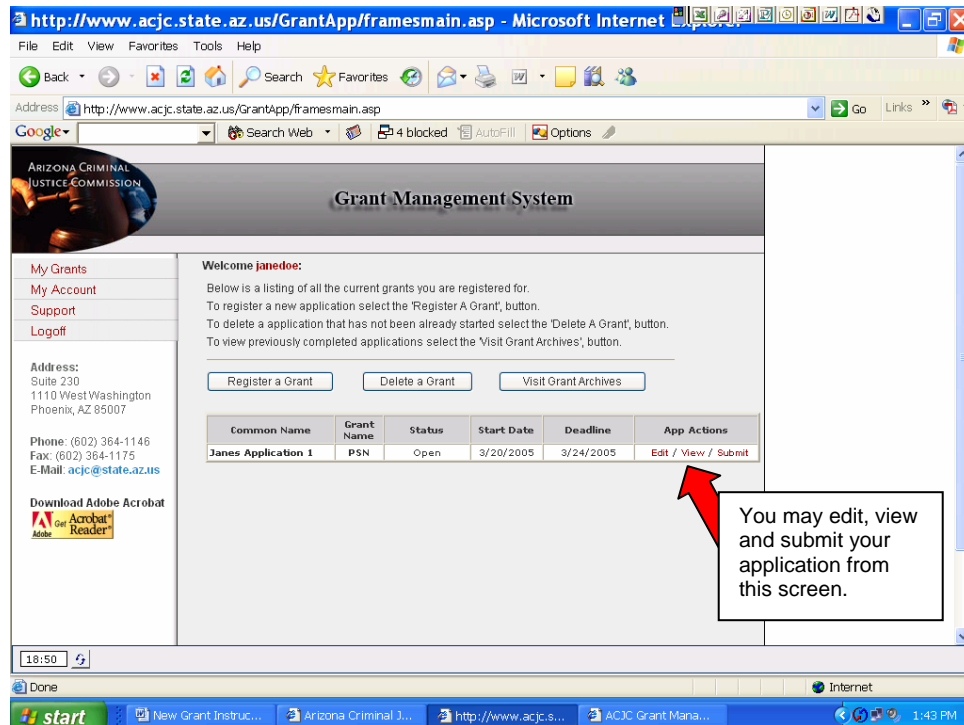 http://www.acjc.state.az.us/GrantApp/framesmain.asp - Microsoft Internet Explorer
File Edit View Favorites Tools Help
Back Search Favorites
Address http://www.acjc.state.az.us/GrantApp/framesmain.asp Go Links »
Google Search Web 4 blocked AutoFill Options
ARIZONA CRIMINAL
JUSTICE COMMISSION
Grant Management System
My Grants
My Account
Support
Logoff
Address:
Suite 230
1110 West Washington
Phoenix, AZ 85007
Phone: (602) 364-1146
Fax: (602) 364-1175
E-Mail: acjc@state.az.us
Download Adobe Acrobat
Adobe Get Acrobat®
Reader®
Welcome janedoe:
Below is a listing of all the current grants you are registered for.
To register a new application select the 'Register A Grant', button.
To delete a application that has not been already started select the 'Delete A Grant', button.
To view previously completed applications select the 'Visit Grant Archives', button.
Register a Grant Delete a Grant Visit Grant Archives
Common Name Grant Name Status Start Date Deadline App Actions
Janes Application 1 PSN Open 3/20/2005 3/24/2005 Edit / View / Submit
You may edit, view
and submit your
application from
this screen.
18:50
Done Internet
start New Grant Instruc... Arizona Criminal J... http://www.acjc.s... ACJC Grant Mana... 1:43 PM